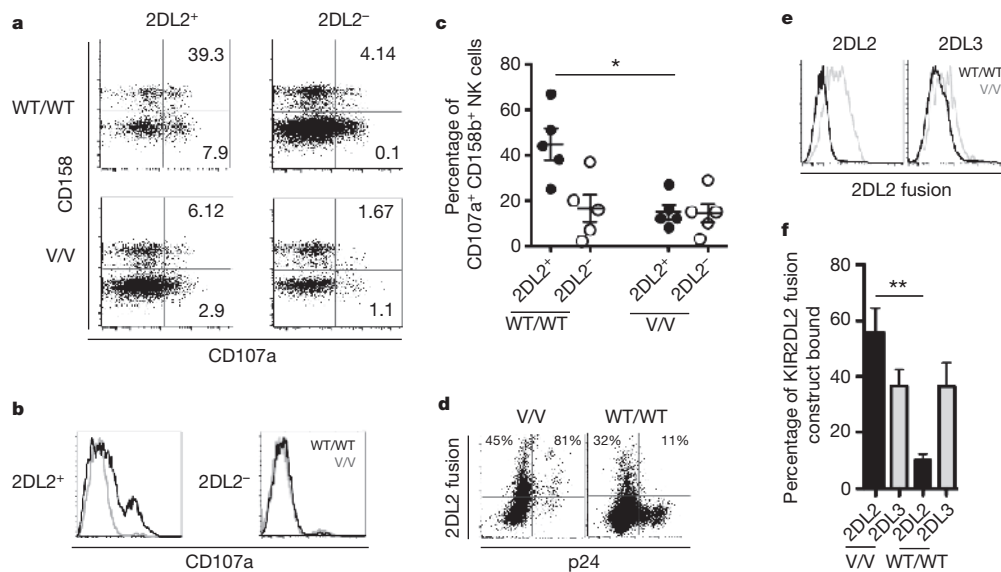 a
2DL2⁺
2DL2⁻
39.3
4.14
WT/WT
7.9
0.1
CD158
6.12
1.67
V/V
2.9
1.1
CD107a
b
2DL2⁺
2DL2⁻
WT/WT
V/V
CD107a
c
Percentage of
CD107a⁺ CD158b⁺ NK cells
80
60
40
20
0
*
2DL2⁺
2DL2⁻
2DL2⁺
2DL2⁻
WT/WT
V/V
d
V/V
WT/WT
45%
81%
32%
11%
2DL2 fusion
p24
e
2DL2
2DL3
WT/WT
V/V
2DL2 fusion
f
Percentage of KIR2DL2 fusion
construct bound
80
60
40
20
0
**
2DL2
2DL3
2DL2
2DL3
V/V
WT/WT